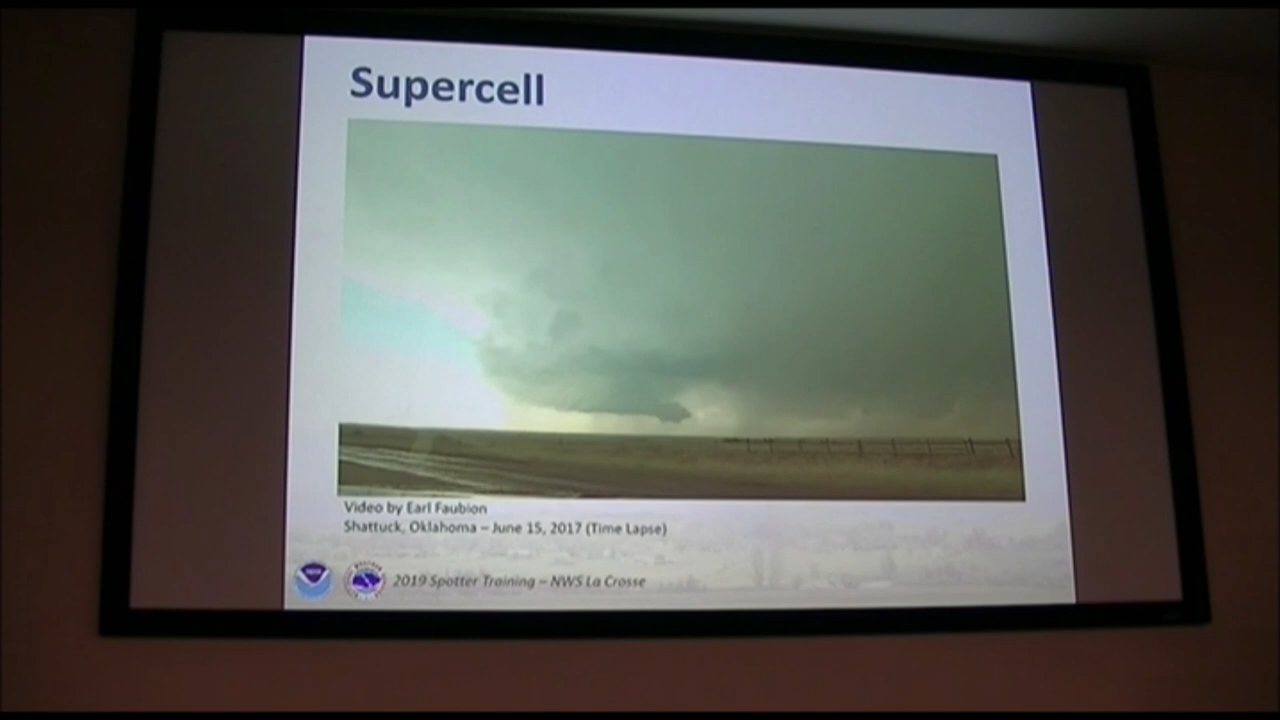 Supercell
Video by Earl Faubion
Shattuck, Oklahoma – June 15, 2017 (Time Lapse)
2019 Spotter Training – NWS La Crosse